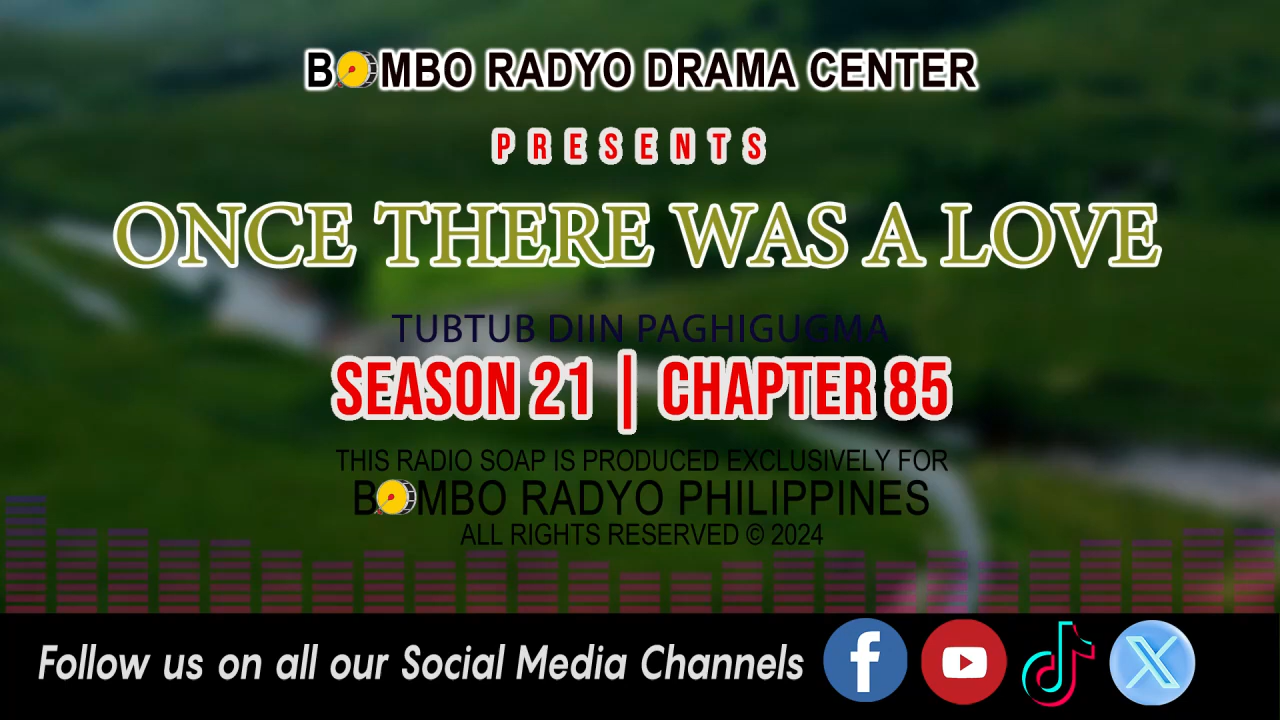 BOMBO RADYO DRAMA CENTER
PRESENTS
ONCE THERE WAS A LOVE
TUBTUB DIIN PAGHIGUGMA
SEASON 21 | CHAPTER 85
THIS RADIO SOAP IS PRODUCED EXCLUSIVELY FOR
BOMBO RADYO PHILIPPINES
ALL RIGHTS RESERVED © 2024
Follow us on all our Social Media Channels